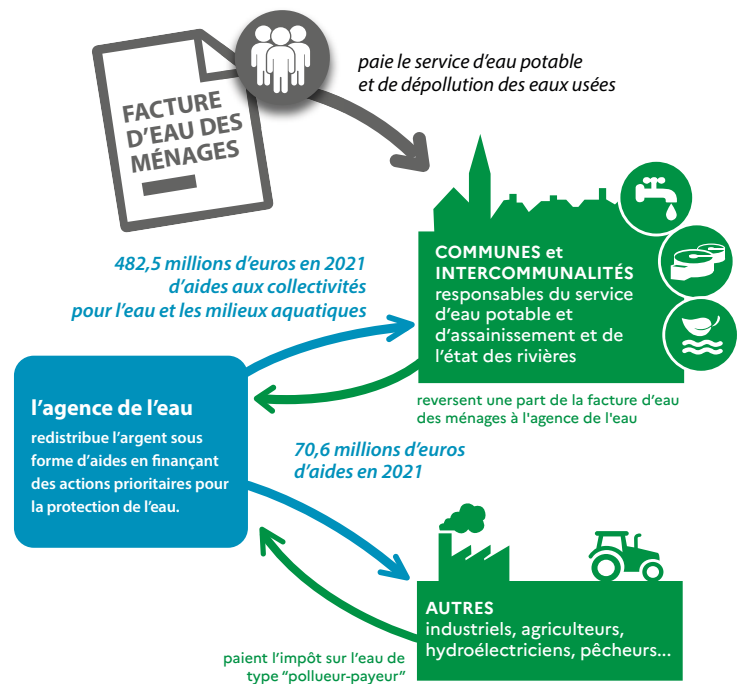 paie le service d'eau potable
et de dépollution des eaux usées
FACTURE
D'EAU DES
MÉNAGES
482,5 millions d'euros en 2021
d'aides aux collectivités
pour l'eau et les milieux aquatiques
COMMUNES et
INTERCOMMUNALITÉS
responsables du service
d'eau potable et
d'assainissement et de
l'état des rivières
reversent une part de la facture d'eau
des ménages à l'agence de l'eau
l'agence de l'eau
redistribue l'argent sous
forme d'aides en finançant
des actions prioritaires pour
la protection de l'eau.
70,6 millions d'euros
d'aides en 2021
AUTRES
industriels, agriculteurs,
hydroélectriciens, pêcheurs...
paient l'impôt sur l'eau de
type "pollueur-payeur"